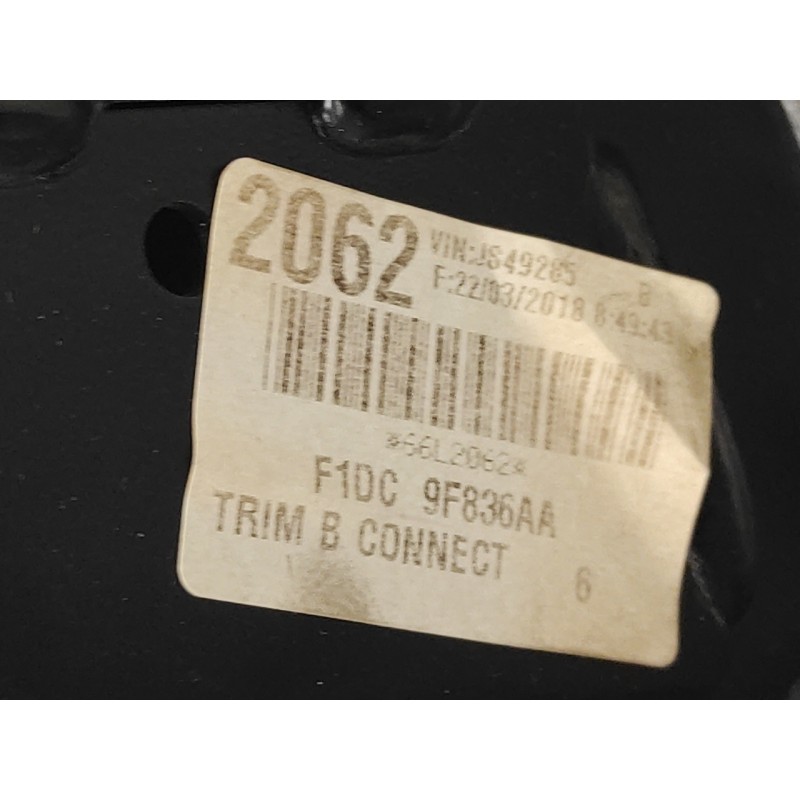 2062
VIN:JS49285 B
F:22/03/2018 8:49:43
*66L2062*
F1DC 9F836AA
TRIM B CONNECT 6